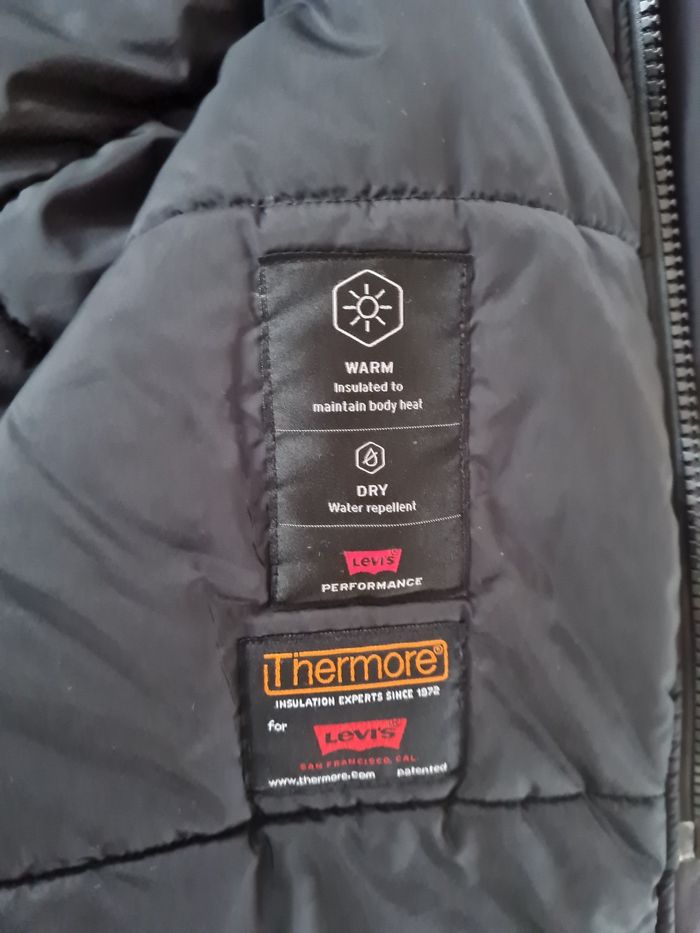 WARM
Insulated to
maintain body heat
DRY
Water repellent
LEVI'S®
PERFORMANCE
Thermore®
INSULATION EXPERTS SINCE 1972
for
LEVI'S®
SAN FRANCISCO, CAL
www.thermore.com patented